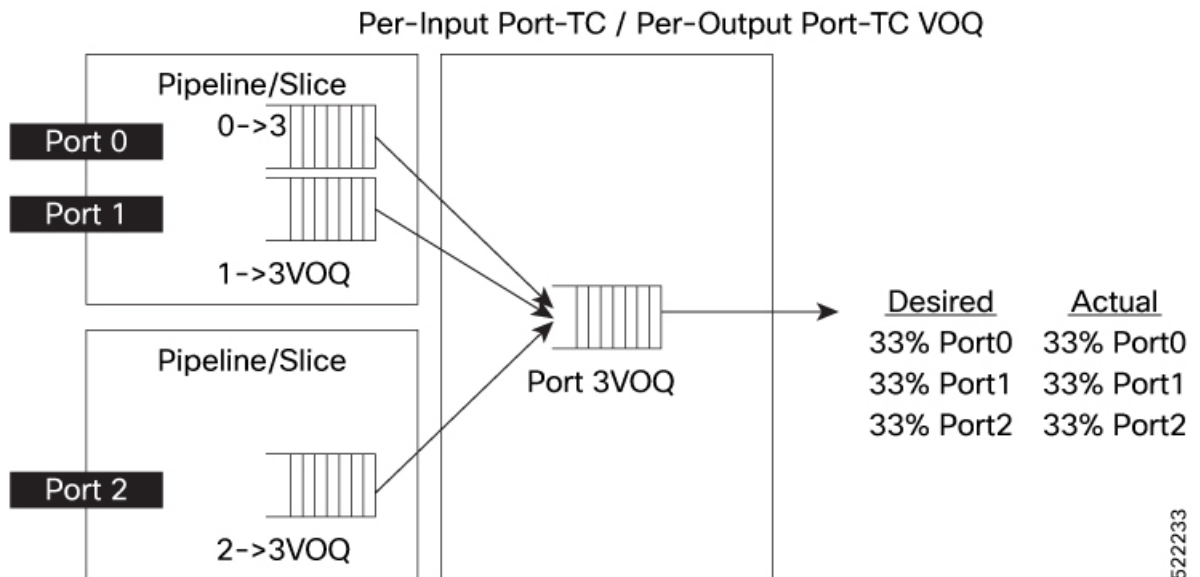 Per-Input Port-TC / Per-Output Port-TC VOQ
Pipeline/Slice
0->3
Port 0
Port 1
1->3VOQ
Pipeline/Slice
Port 2
2->3VOQ
Port 3VOQ
Desired Actual
33% Port0 33% Port0
33% Port1 33% Port1
33% Port2 33% Port2
522233